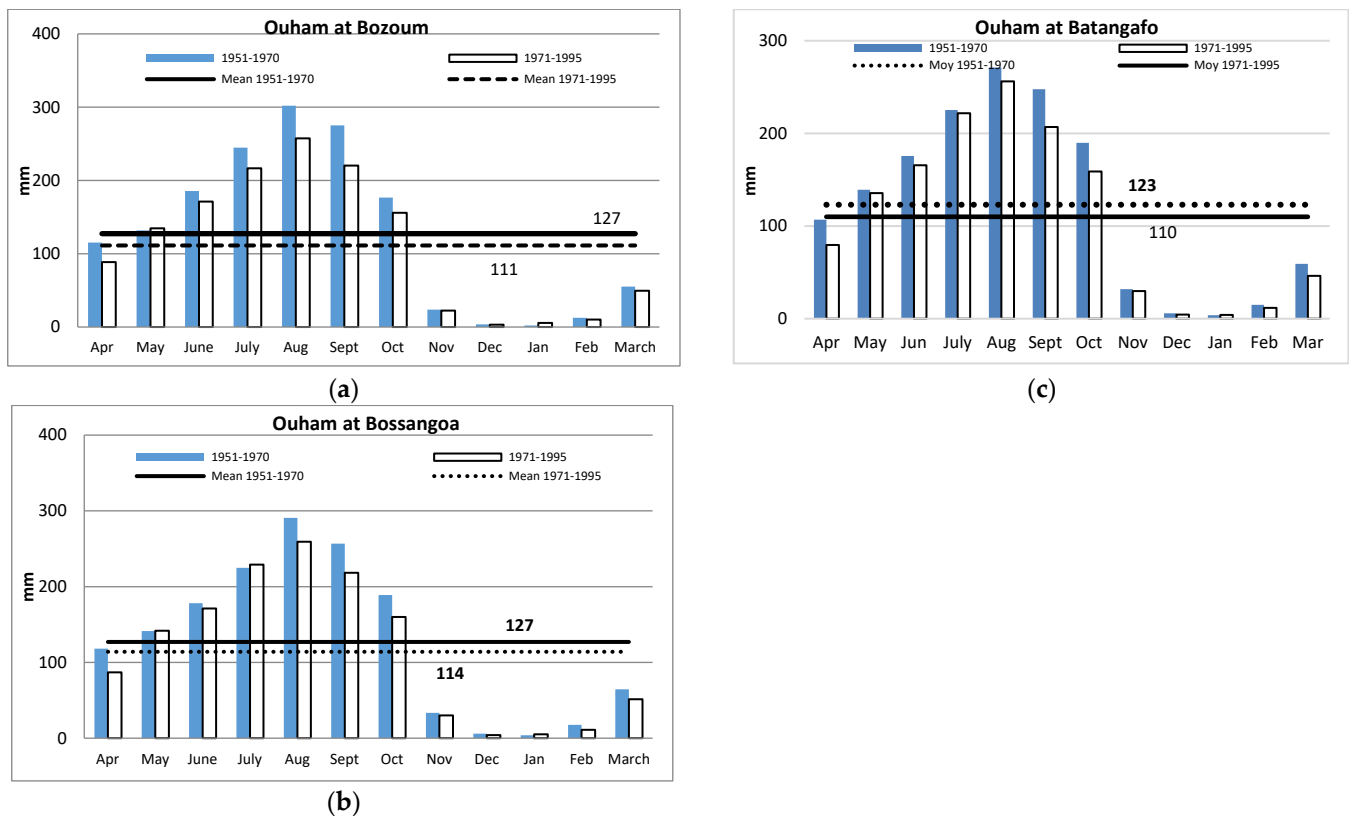 Ouham at Bozoum
400
300
200
100
0
mm
1951-1970
1971-1995
Mean 1951-1970
Mean 1971-1995
127
111
Apr May June July Aug Sept Oct Nov Dec Jan Feb March
(a)
Ouham at Batangafo
300
200
100
0
mm
1951-1970
1971-1995
Moy 1951-1970
Moy 1971-1995
123
110
Apr May Jun July Aug Sept Oct Nov Dec Jan Feb Mar
(c)
Ouham at Bossangoa
400
300
200
100
0
mm
1951-1970
1971-1995
Mean 1951-1970
Mean 1971-1995
127
114
Apr May June July Aug Sept Oct Nov Dec Jan Feb March
(b)